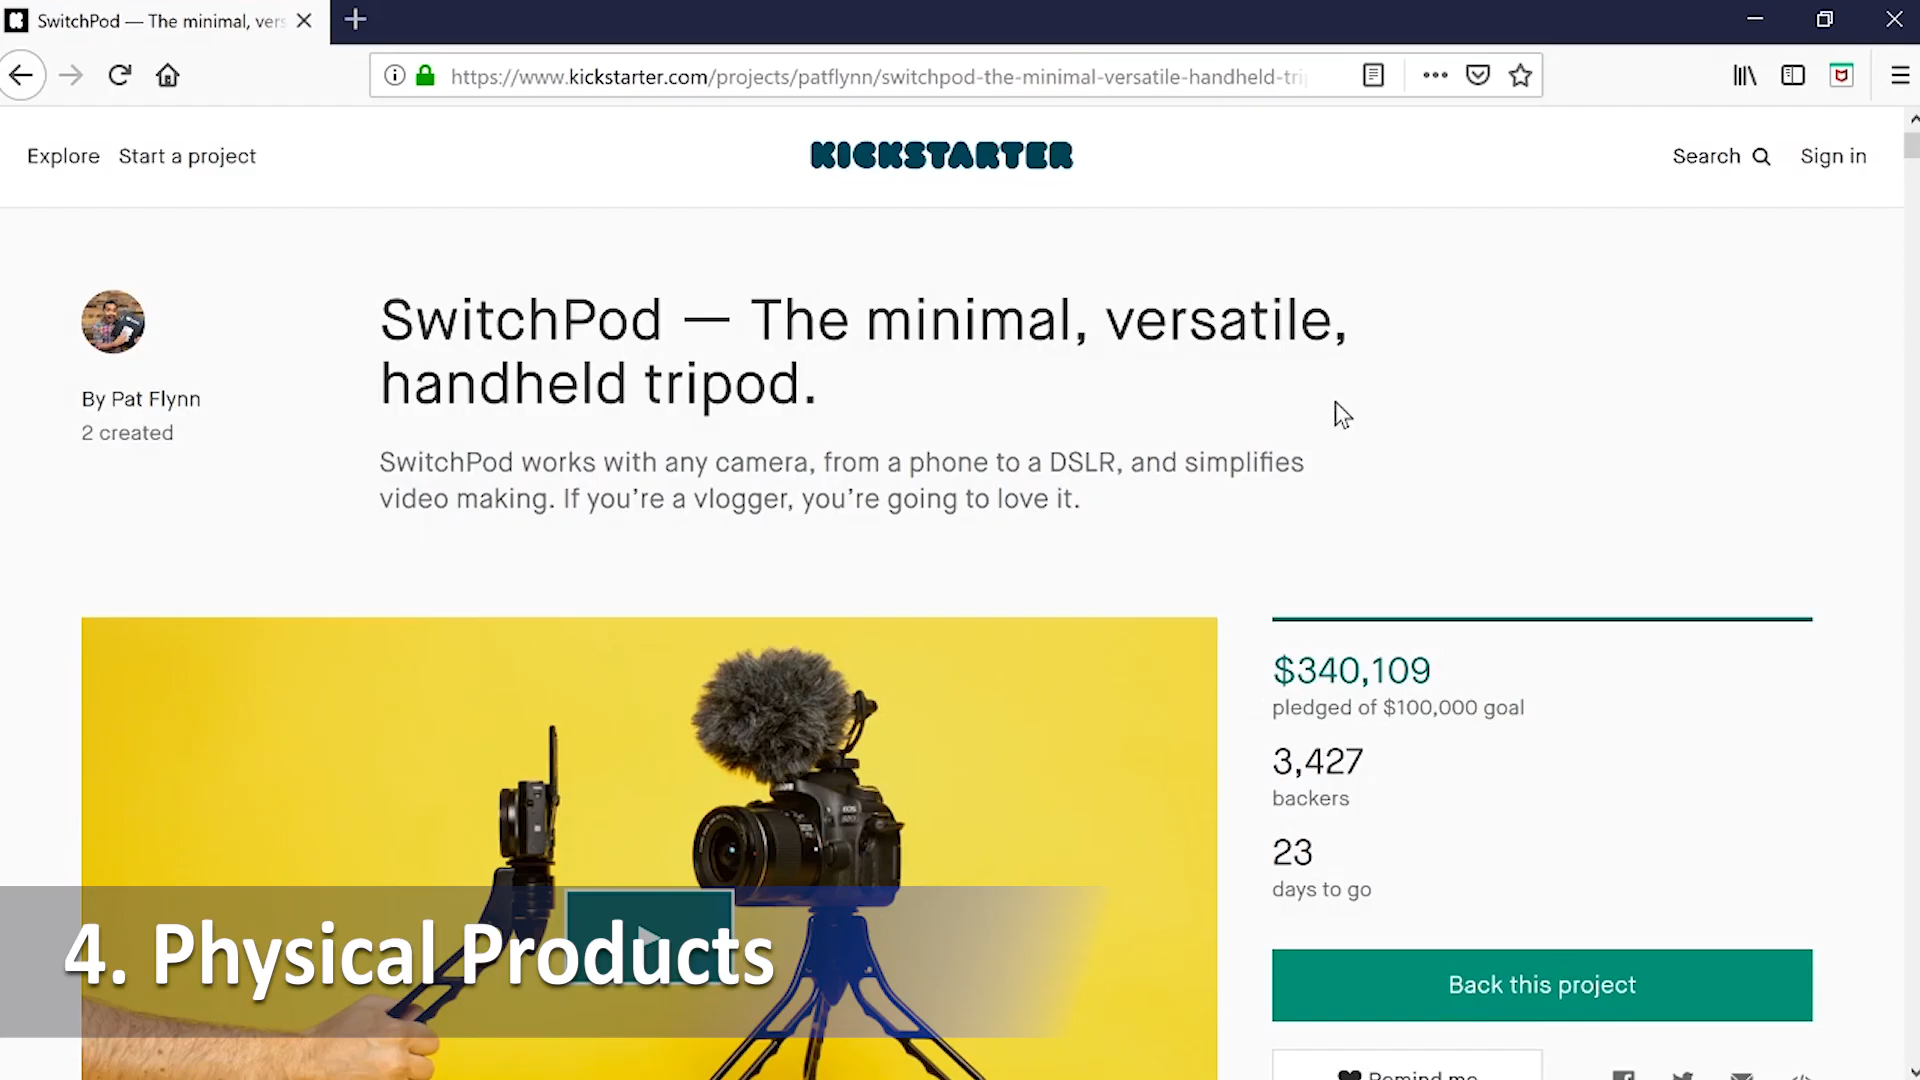 SwitchPod — The minimal, vers
https://www.kickstarter.com/projects/patflynn/switchpod-the-minimal-versatile-handheld-tri
Explore Start a project
KICKSTARTER
Search Sign in
By Pat Flynn
2 created
SwitchPod — The minimal, versatile,
handheld tripod.
SwitchPod works with any camera, from a phone to a DSLR, and simplifies
video making. If you’re a vlogger, you’re going to love it.
$340,109
pledged of $100,000 goal
3,427
backers
23
days to go
Back this project
Remind me
4. Physical Products